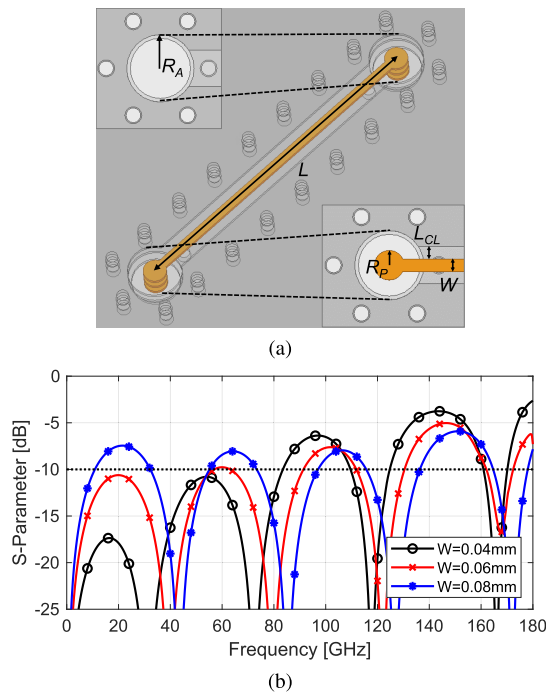 R_A
L
L_CL
R_P
W
(a)
0
-5
-10
-15
-20
-25
S-Parameter [dB]
W=0.04mm
W=0.06mm
W=0.08mm
0 20 40 60 80 100 120 140 160 180
Frequency [GHz]
(b)